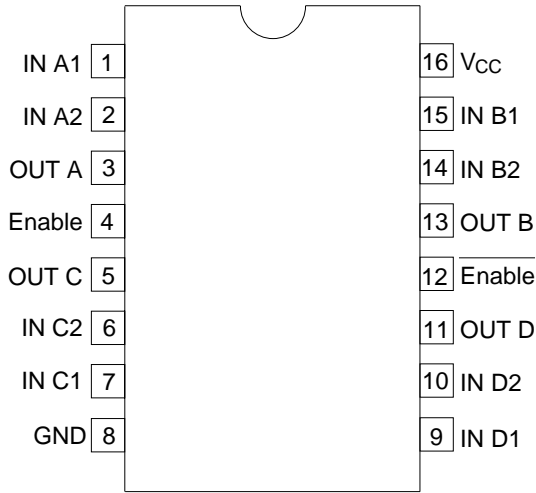 IN A1 1 16 VCC
IN A2 2 15 IN B1
OUT A 3 14 IN B2
Enable 4 13 OUT B
OUT C 5 12 Enable
IN C2 6 11 OUT D
IN C1 7 10 IN D2
GND 8 9 IN D1